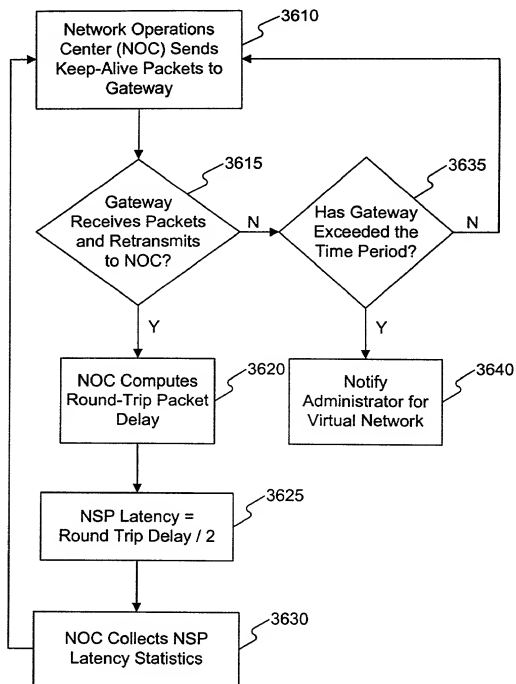 3610
Network Operations
Center (NOC) Sends
Keep-Alive Packets to
Gateway
3615
Gateway
Receives Packets
and Retransmits
to NOC?
N
3635
Has Gateway
Exceeded the
Time Period?
N
Y
Y
3620
NOC Computes
Round-Trip Packet
Delay
3640
Notify
Administrator for
Virtual Network
3625
NSP Latency =
Round Trip Delay / 2
3630
NOC Collects NSP
Latency Statistics